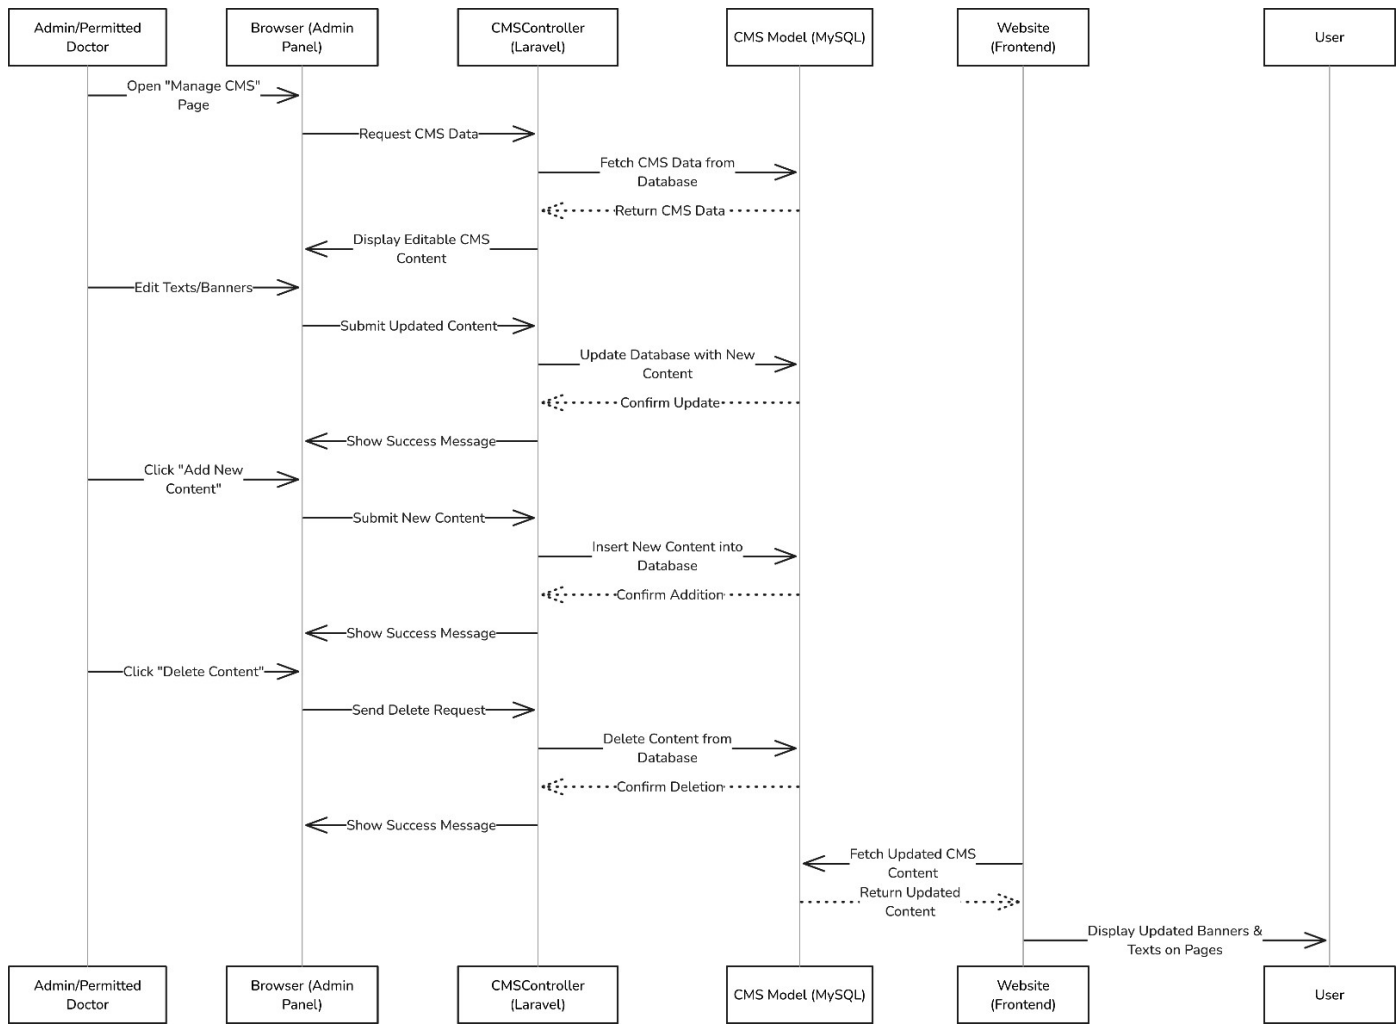 Admin/Permitted
Doctor
Browser (Admin
Panel)
CMSController
(Laravel)
CMS Model (MySQL)
Website
(Frontend)
User
Open "Manage CMS"
Page
Request CMS Data
Fetch CMS Data from
Database
Return CMS Data
Display Editable CMS
Content
Edit Texts/Banners
Submit Updated Content
Update Database with New
Content
Confirm Update
Show Success Message
Click "Add New
Content"
Submit New Content
Insert New Content into
Database
Confirm Addition
Show Success Message
Click "Delete Content"
Send Delete Request
Delete Content from
Database
Confirm Deletion
Show Success Message
Fetch Updated CMS
Content
Return Updated
Content
Display Updated Banners &
Texts on Pages
Admin/Permitted
Doctor
Browser (Admin
Panel)
CMSController
(Laravel)
CMS Model (MySQL)
Website
(Frontend)
User